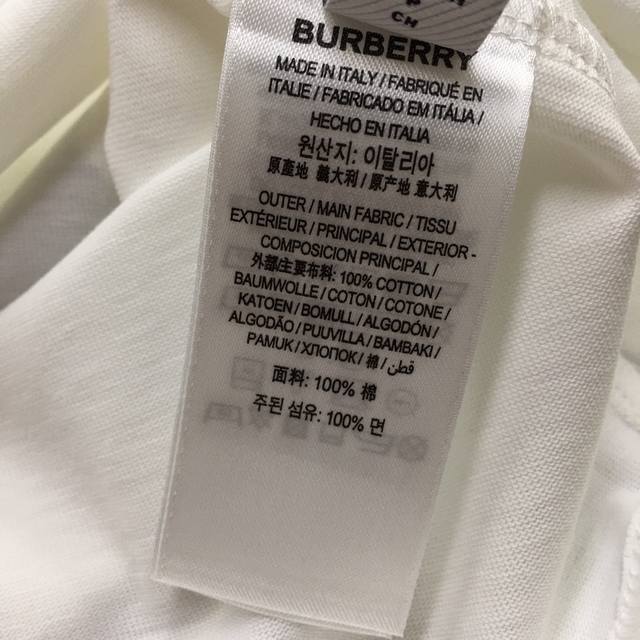 CH
BURBERRY
MADE IN ITALY / FABRIQUÉ EN
ITALIE / FABRICADO EM ITÁLIA /
HECHO EN ITALIA
원산지: 이탈리아
原產地 義大利 / 原产地 意大利
OUTER / MAIN FABRIC / TISSU
EXTÉRIEUR / PRINCIPAL / EXTERIOR -
COMPOSICION PRINCIPAL /
外部主要布料: 100% COTTON /
BAUMWOLLE / COTON / COTONE /
KATOEN / BOMULL / ALGODÓN /
ALGODÃO / PUUVILLA / BAMBAKI /
PAMUK / ХЛОПОК / 棉 / قطن
面料: 100% 棉
주된 섬유: 100% 면